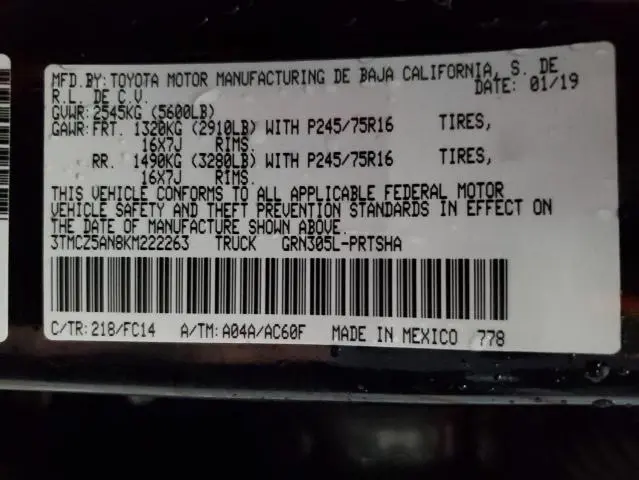 MFD.BY: TOYOTA MOTOR MANUFACTURING DE BAJA CALIFORNIA, S. DE
R.L. DE C.V. DATE: 01/19
GVWR: 2545KG (5600LB)
GAWR: FRT. 1320KG (2910LB) WITH P245/75R16 TIRES,
16X7J RIMS.
RR. 1490KG (3280LB) WITH P245/75R16 TIRES,
16X7J RIMS.
THIS VEHICLE CONFORMS TO ALL APPLICABLE FEDERAL MOTOR
VEHICLE SAFETY AND THEFT PREVENTION STANDARDS IN EFFECT ON
THE DATE OF MANUFACTURE SHOWN ABOVE.
3TMCZ5AN8KM222263 TRUCK GRN305L-PRTSHA
C/TR: 218/FC14 A/TM: A04A/AC60F MADE IN MEXICO 778